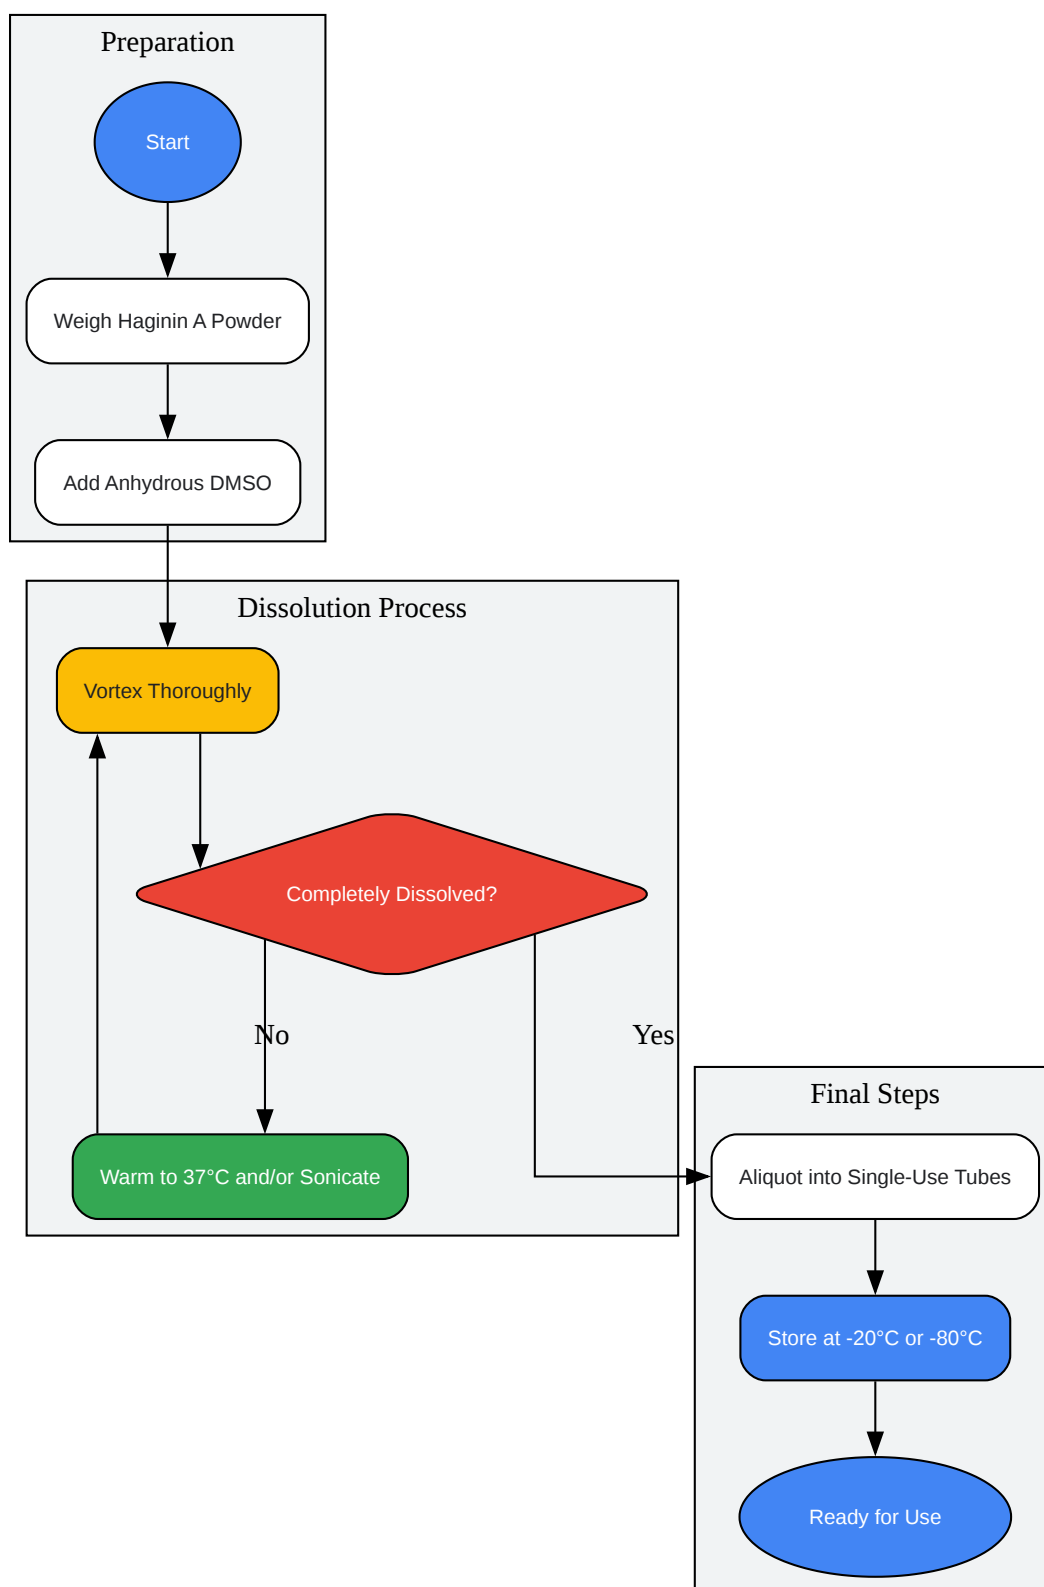 Preparation
Start
Weigh Haginin A Powder
Add Anhydrous DMSO
Dissolution Process
Vortex Thoroughly
Completely Dissolved?
No
Yes
Warm to 37°C and/or Sonicate
Final Steps
Aliquot into Single-Use Tubes
Store at -20°C or -80°C
Ready for Use